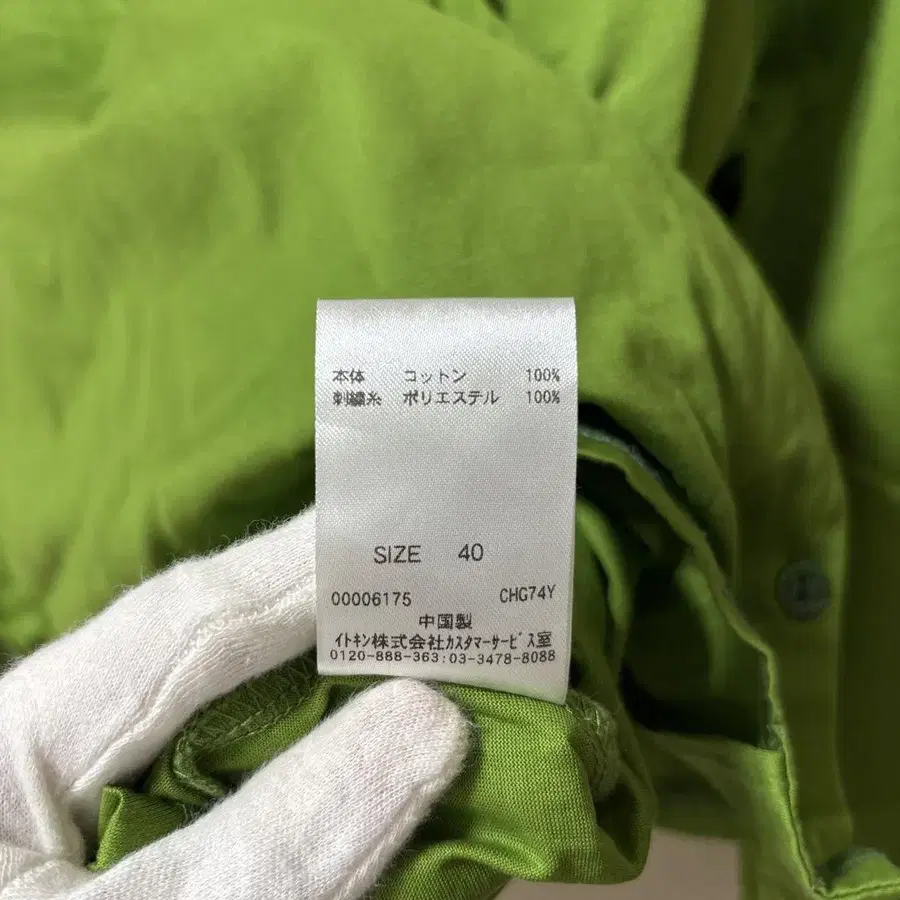 本体 コットン 100%
刺繍糸 ポリエステル 100%
SIZE 40
00006175 CHG74Y
中国製
イトキン株式会社カスタマーサービス室
0120-888-363:03-3478-8088